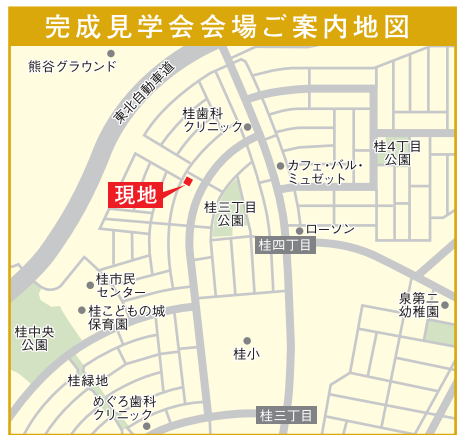 完成見学会会場ご案内地図
熊谷グラウンド
東北自動車道
桂歯科
クリニック
桂4丁目
公園
カフェ・バル・
ミュゼット
現地
桂三丁目
公園
ローソン
桂四丁目
桂市民
センター
泉第二
幼稚園
桂こどもの城
保育園
桂中央
公園
桂小
桂緑地
めぐろ歯科
クリニック
桂三丁目